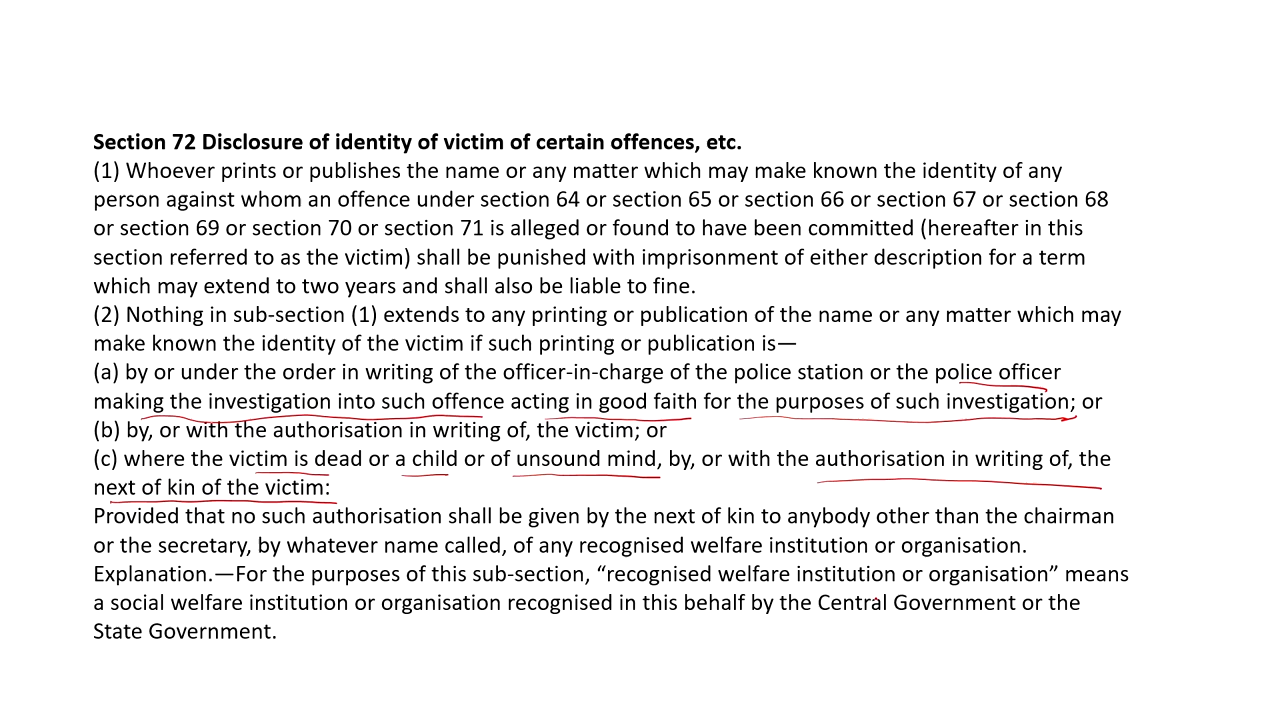 Section 72 Disclosure of identity of victim of certain offences, etc.
(1) Whoever prints or publishes the name or any matter which may make known the identity of any
person against whom an offence under section 64 or section 65 or section 66 or section 67 or section 68
or section 69 or section 70 or section 71 is alleged or found to have been committed (hereafter in this
section referred to as the victim) shall be punished with imprisonment of either description for a term
which may extend to two years and shall also be liable to fine.
(2) Nothing in sub-section (1) extends to any printing or publication of the name or any matter which may
make known the identity of the victim if such printing or publication is—
(a) by or under the order in writing of the officer-in-charge of the police station or the police officer
making the investigation into such offence acting in good faith for the purposes of such investigation; or
(b) by, or with the authorisation in writing of, the victim; or
(c) where the victim is dead or a child or of unsound mind, by, or with the authorisation in writing of, the
next of kin of the victim:
Provided that no such authorisation shall be given by the next of kin to anybody other than the chairman
or the secretary, by whatever name called, of any recognised welfare institution or organisation.
Explanation.—For the purposes of this sub-section, “recognised welfare institution or organisation” means
a social welfare institution or organisation recognised in this behalf by the Central Government or the
State Government.